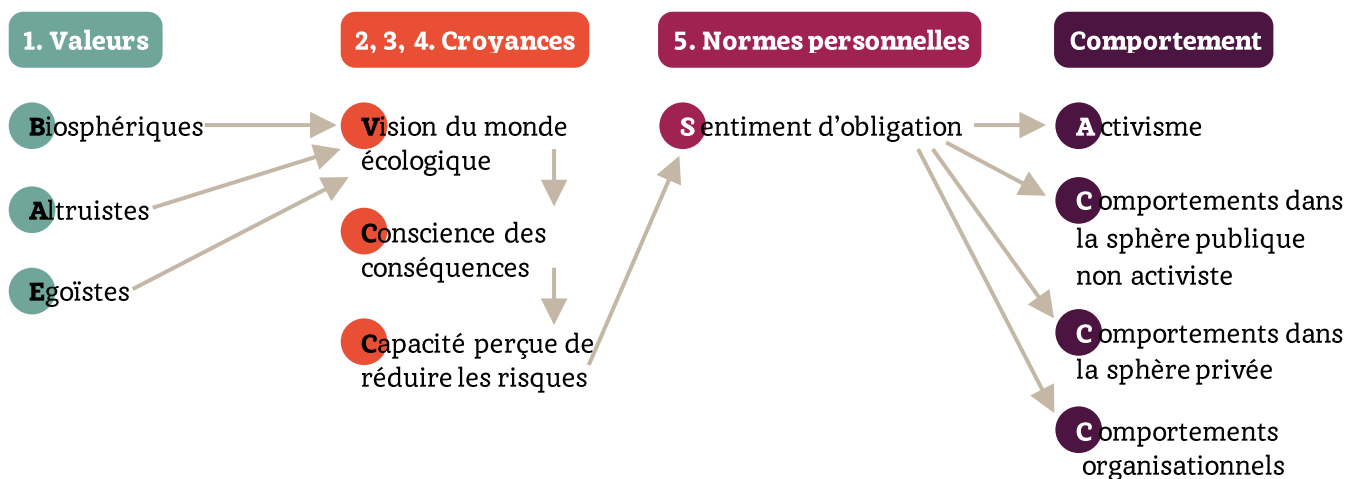 1. Valeurs
Biosphériques
Altruistes
Egoïstes
2, 3, 4. Croyances
Vision du monde
écologique
Conscience des
conséquences
Capacité perçue de
réduire les risques
5. Normes personnelles
Sentiment d’obligation
Comportement
Activisme
Comportements dans
la sphère publique
non activiste
Comportements dans
la sphère privée
Comportements
organisationnels